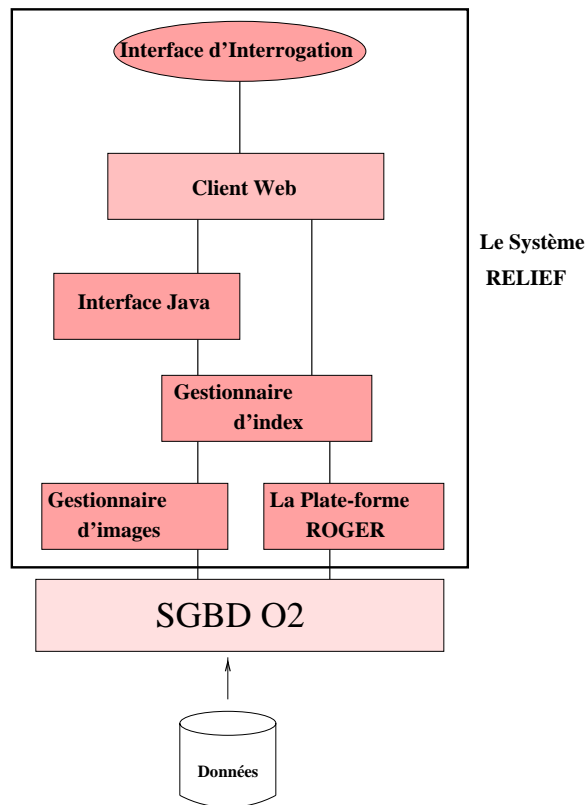 Interface d'Interrogation
Client Web
Le Système
RELIEF
Interface Java
Gestionnaire
d'index
Gestionnaire
d'images
La Plate-forme
ROGER
SGBD O2
Données